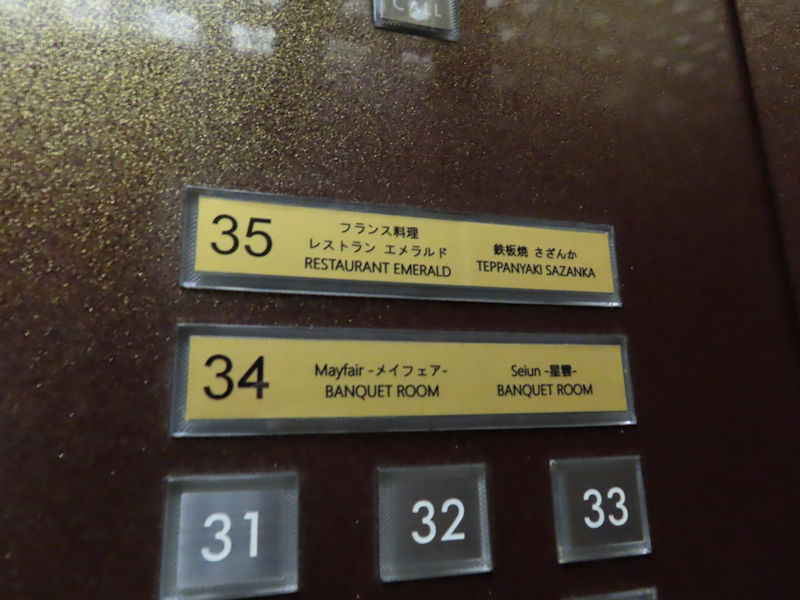 CALL
35
フランス料理
レストラン エメラルド
RESTAURANT EMERALD
鉄板焼 さざんか
TEPPANYAKI SAZANKA
34
Mayfair -メイフェア-
BANQUET ROOM
Seiun -星雲-
BANQUET ROOM
31
32
33